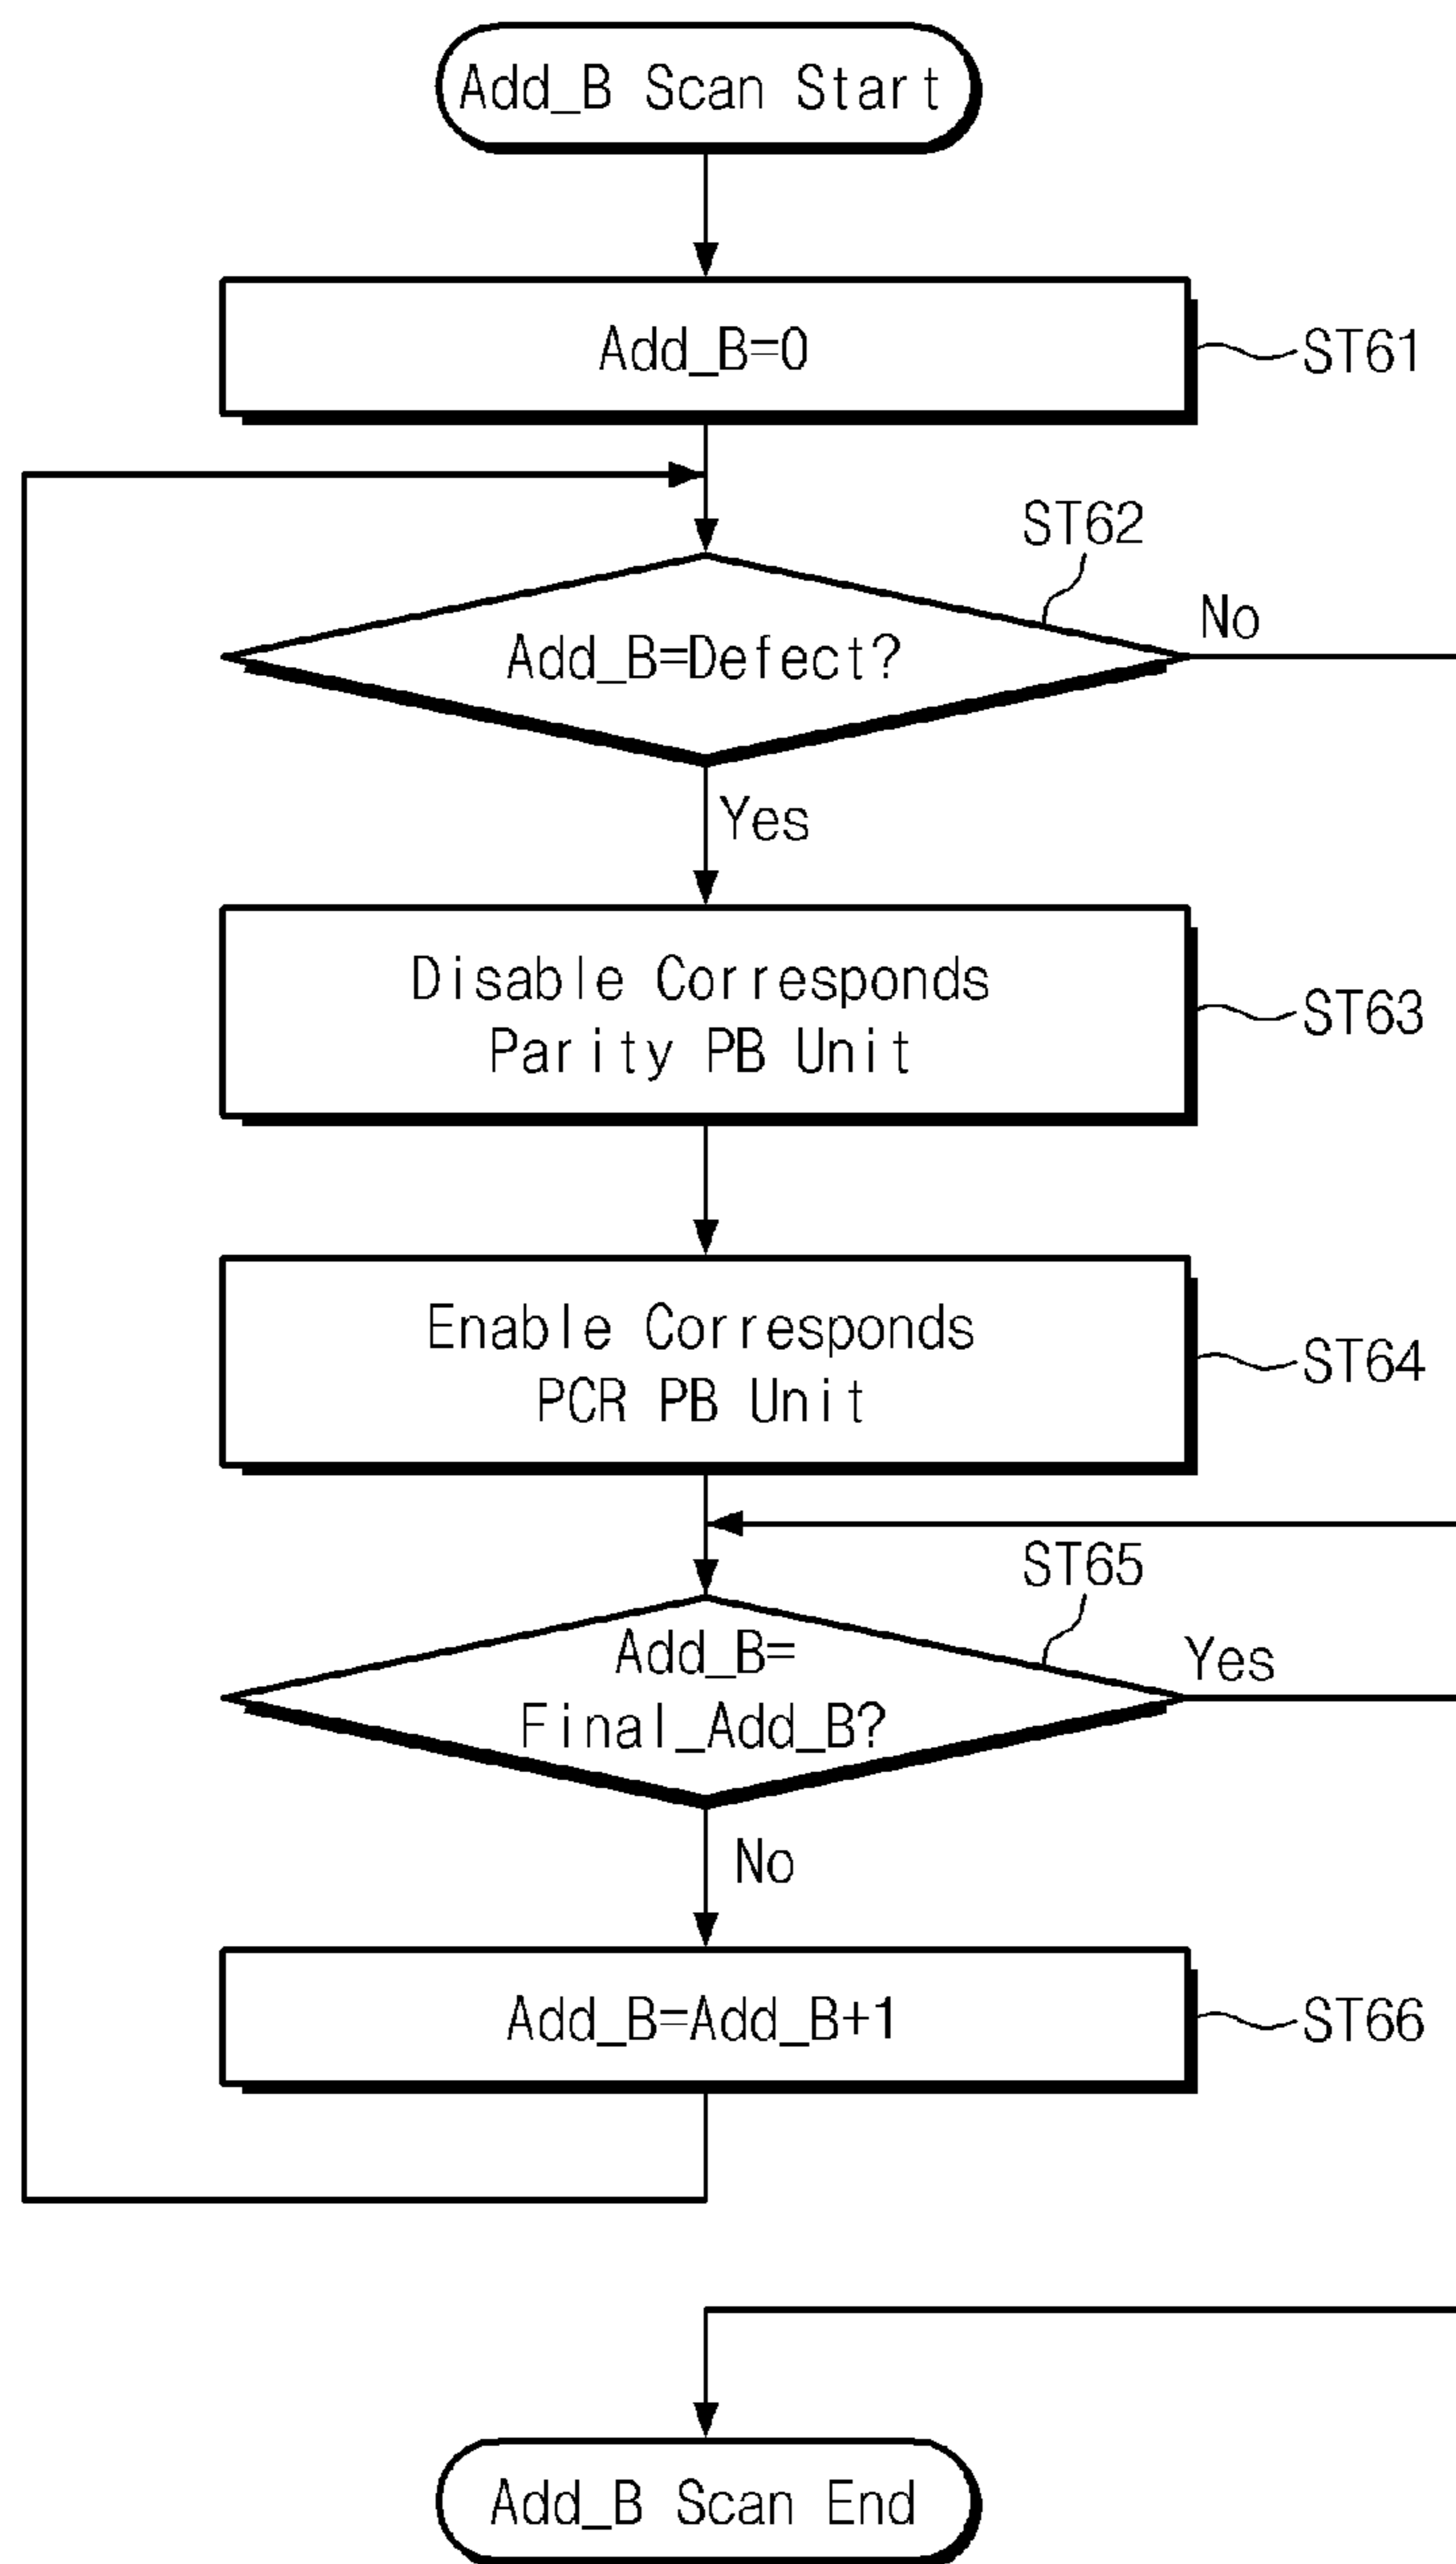 Add_B Scan Start
Add_B=0
ST61
ST62
Add_B=Defect?
No
Yes
Disable Corresponds
Parity PB Unit
ST63
Enable Corresponds
PCR PB Unit
ST64
ST65
Add_B=
Final_Add_B?
Yes
No
Add_B=Add_B+1
ST66
Add_B Scan End